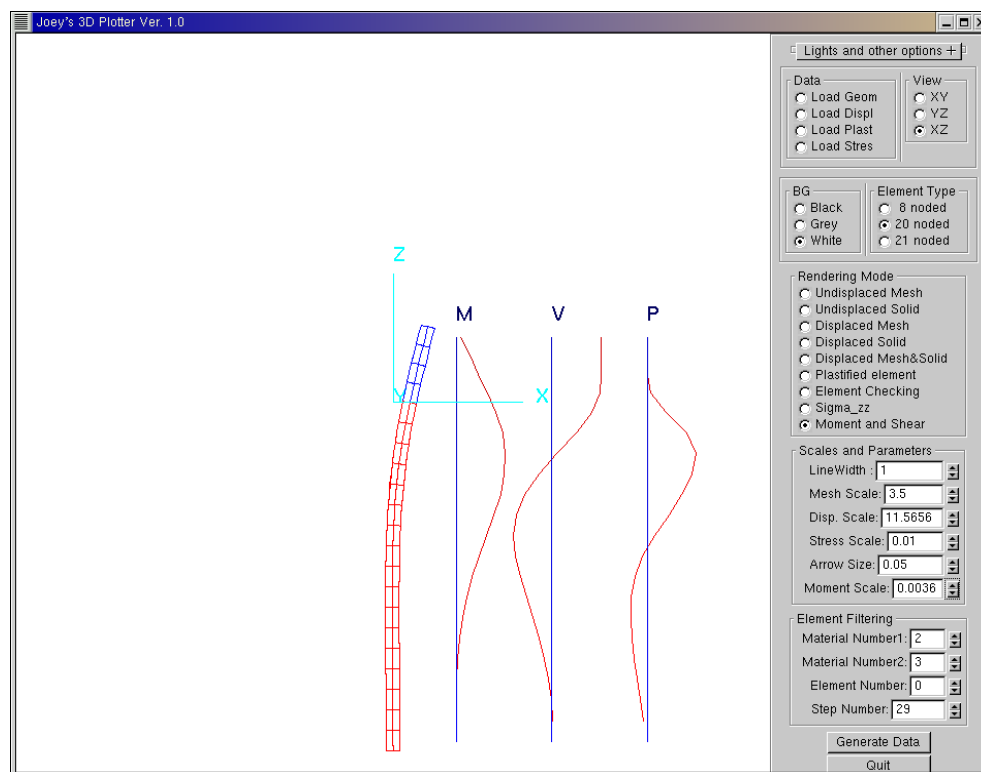 Joey's 3D Plotter Ver. 1.0
Lights and other options +
Data
Load Geom
Load Displ
Load Plast
Load Stres
View
XY
YZ
XZ
BG
Black
Grey
White
Element Type
8 noded
20 noded
21 noded
Rendering Mode
Undisplaced Mesh
Undisplaced Solid
Displaced Mesh
Displaced Solid
Displaced Mesh&Solid
Plastified element
Element Checking
Sigma_zz
Moment and Shear
Scales and Parameters
LineWidth : 1
Mesh Scale: 3.5
Disp. Scale: 11.5656
Stress Scale: 0.01
Arrow Size: 0.05
Moment Scale: 0.0036
Element Filtering
Material Number1: 2
Material Number2: 3
Element Number: 0
Step Number: 29
Generate Data
Quit
Z
M V P
Y X